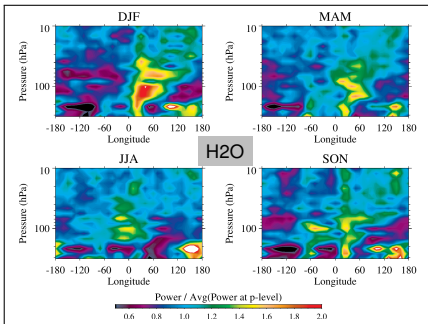 DJF
MAM
10
100
Pressure (hPa)
-180 -120 -60 0 60 120 180
Longitude
10
100
Pressure (hPa)
-180 -120 -60 0 60 120 180
Longitude
H2O
JJA
SON
10
100
Pressure (hPa)
-180 -120 -60 0 60 120 180
Longitude
10
100
Pressure (hPa)
-180 -120 -60 0 60 120 180
Longitude
Power / Avg(Power at p-level)
0.6 0.8 1.0 1.2 1.4 1.6 1.8 2.0